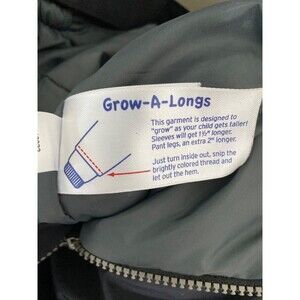 Grow-A-Longs
This garment is designed to
"grow" as your child gets taller!
Sleeves will get 1½" longer.
Pant legs, an extra 2" longer.
Just turn inside out, snip the
brightly colored thread and
let out the hem.